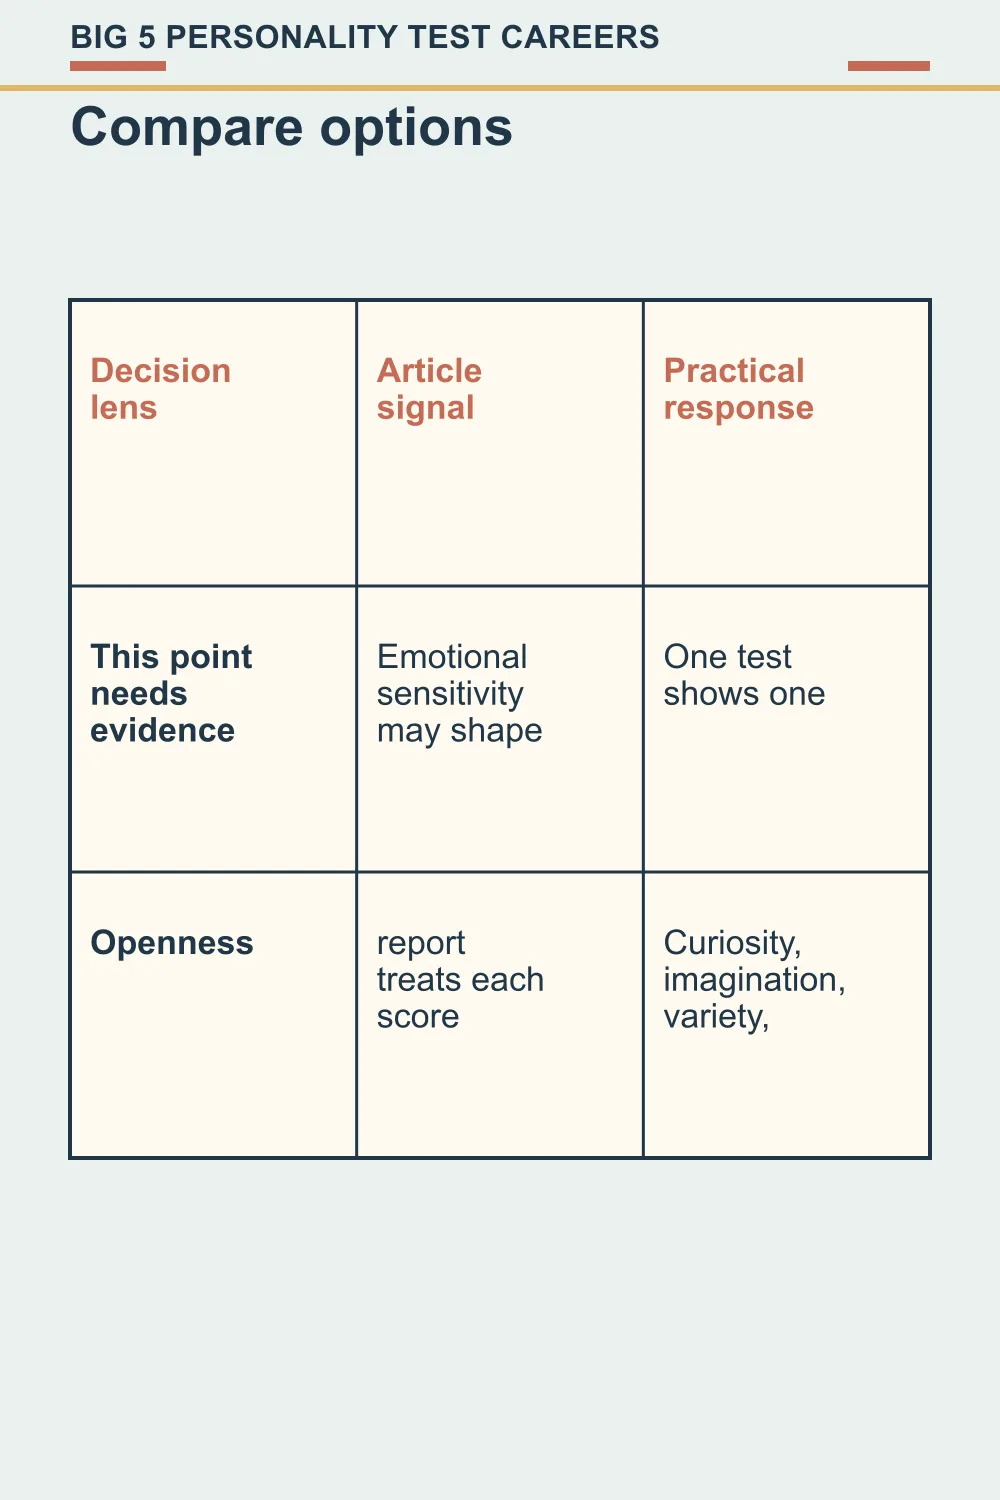 BIG 5 PERSONALITY TEST CAREERS
Compare options
Decision
lens
Article
signal
Practical
response
This point
needs
evidence
Emotional
sensitivity
may shape
One test
shows one
Openness
report
treats each
score
Curiosity,
imagination,
variety,